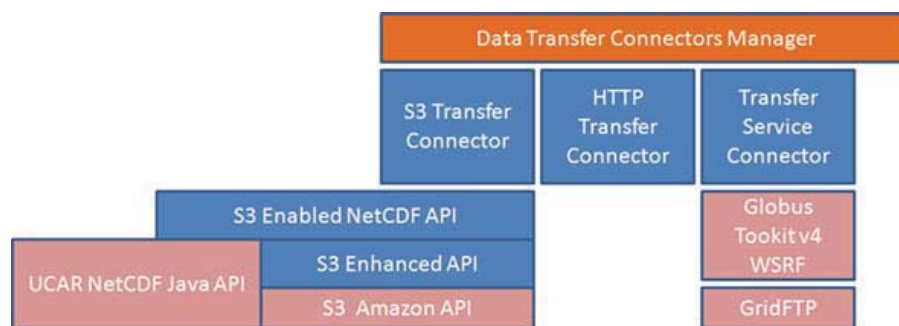 Data Transfer Connectors Manager
S3 Transfer
Connector
HTTP
Transfer
Connector
Transfer
Service
Connector
S3 Enabled NetCDF API
Globus
Tookit v4
WSRF
UCAR NetCDF Java API
S3 Enhanced API
S3 Amazon API
GridFTP